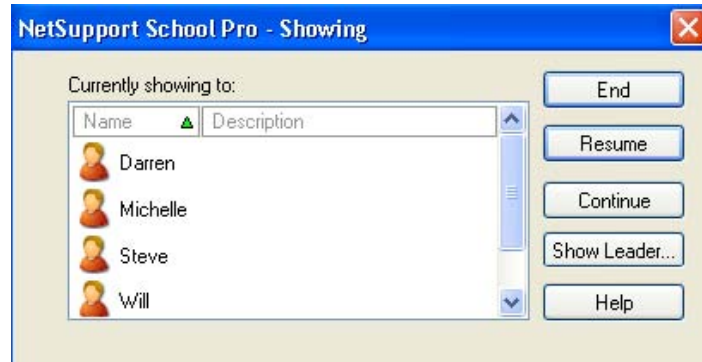 NetSupport School Pro - Showing
Currently showing to:
Name Description
Darren
Michelle
Steve
Will
End
Resume
Continue
Show Leader...
Help